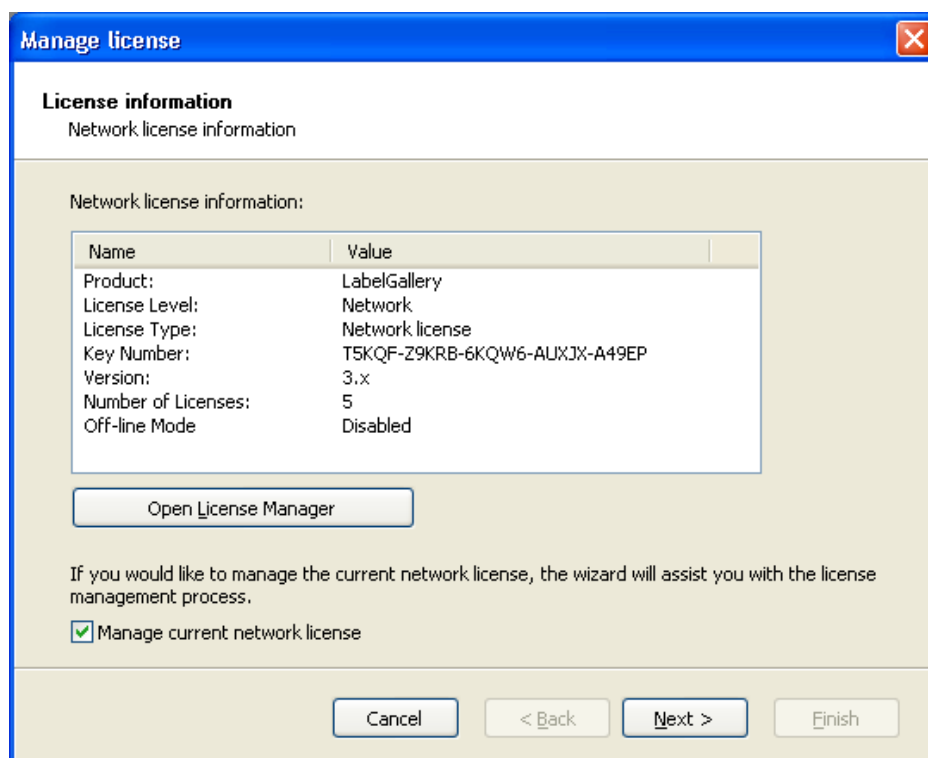 Manage license
License information
Network license information
Network license information:
Name Value
Product: LabelGallery
License Level: Network
License Type: Network license
Key Number: T5KQF-Z9KRB-6KQW6-AUXJX-A49EP
Version: 3.x
Number of Licenses: 5
Off-line Mode Disabled
Open License Manager
If you would like to manage the current network license, the wizard will assist you with the license
management process.
Manage current network license
Cancel < Back Next > Finish